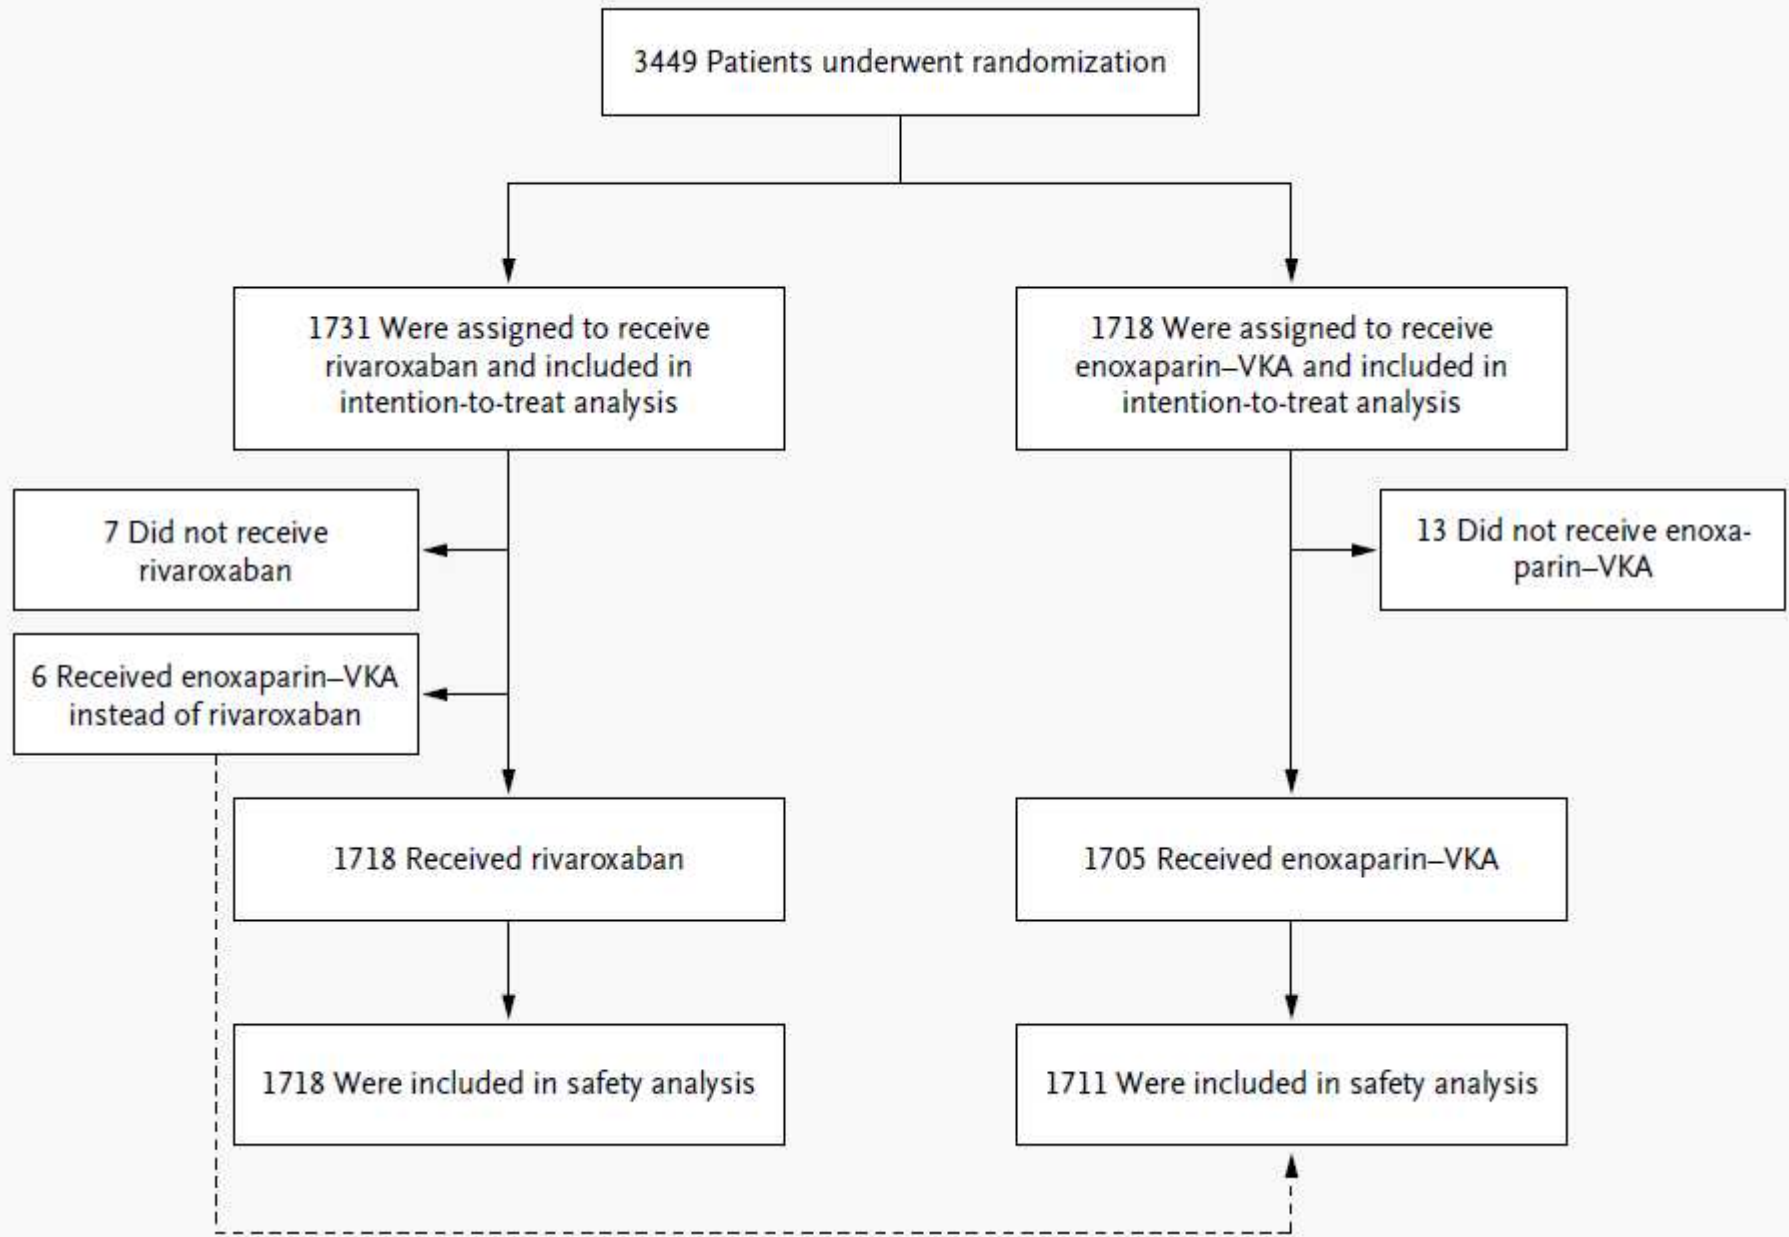 3449 Patients underwent randomization
1731 Were assigned to receive
rivaroxaban and included in
intention-to-treat analysis
1718 Were assigned to receive
enoxaparin–VKA and included in
intention-to-treat analysis
7 Did not receive
rivaroxaban
13 Did not receive enoxa-
parin–VKA
6 Received enoxaparin–VKA
instead of rivaroxaban
1718 Received rivaroxaban
1705 Received enoxaparin–VKA
1718 Were included in safety analysis
1711 Were included in safety analysis